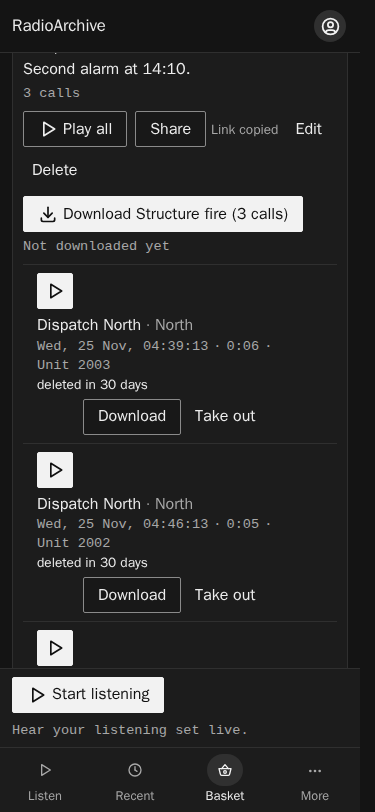 RadioArchive
Second alarm at 14:10.
3 calls
Play all
Share
Link copied
Edit
Delete
Download Structure fire (3 calls)
Not downloaded yet
Dispatch North · North
Wed, 25 Nov, 04:39:13 · 0:06 ·
Unit 2003
deleted in 30 days
Download
Take out
Dispatch North · North
Wed, 25 Nov, 04:46:13 · 0:05 ·
Unit 2002
deleted in 30 days
Download
Take out
Start listening
Hear your listening set live.
Listen
Recent
Basket
More